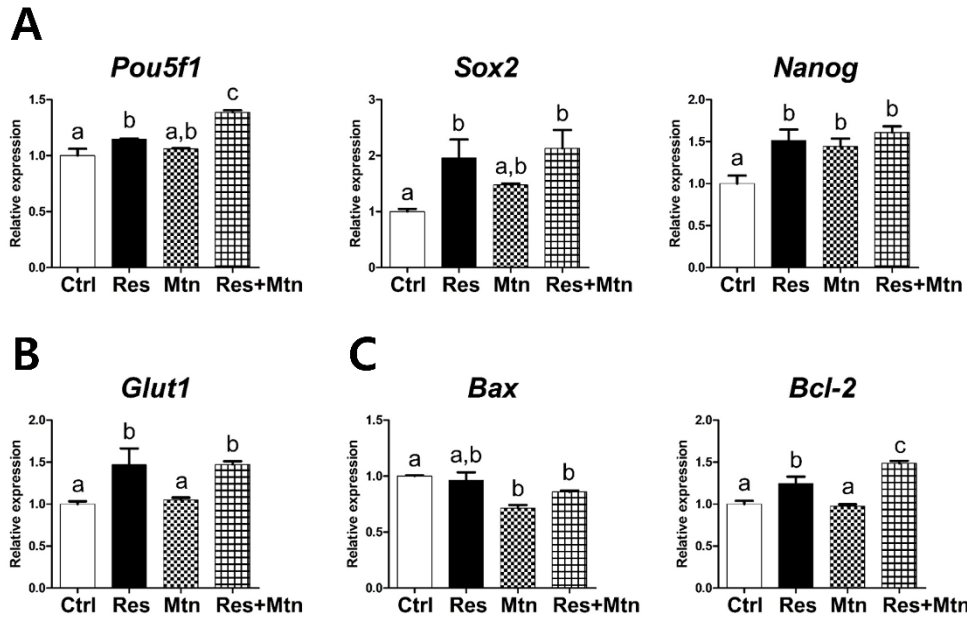 A
Pou5f1
Relative expression
1.5
1.0
0.5
0.0
a
b
a,b
c
Ctrl Res Mtn Res+Mtn
Sox2
Relative expression
3
2
1
0
a
b
a,b
b
Ctrl Res Mtn Res+Mtn
Nanog
Relative expression
2.0
1.5
1.0
0.5
0.0
a
b
b
b
Ctrl Res Mtn Res+Mtn
B
Glut1
Relative expression
2.0
1.5
1.0
0.5
0.0
a
b
a
b
Ctrl Res Mtn Res+Mtn
C
Bax
Relative expression
1.5
1.0
0.5
0.0
a
a,b
b
b
Ctrl Res Mtn Res+Mtn
Bcl-2
Relative expression
2.0
1.5
1.0
0.5
0.0
a
b
a
c
Ctrl Res Mtn Res+Mtn